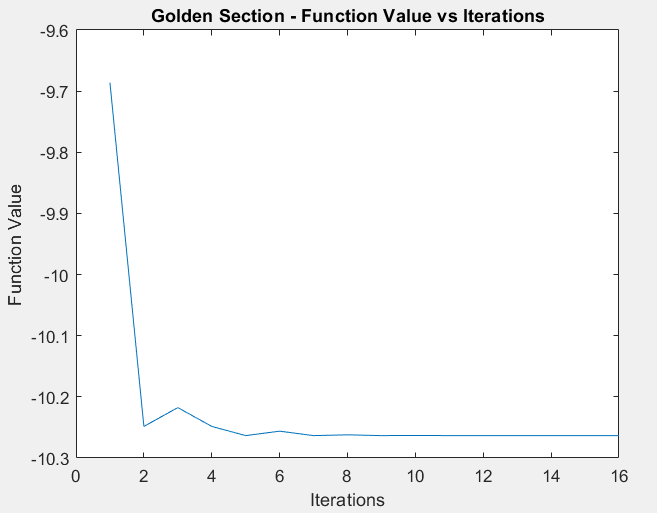 Golden Section - Function Value vs Iterations
-9.6
-9.7
-9.8
-9.9
-10
-10.1
-10.2
-10.3
Function Value
0 2 4 6 8 10 12 14 16
Iterations